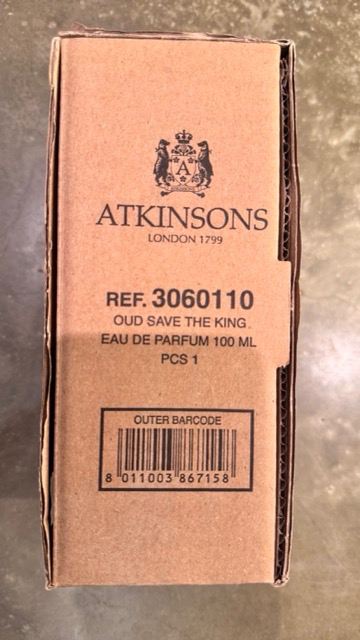 A
ATKINSONS
LONDON 1799
REF. 3060110
OUD SAVE THE KING
EAU DE PARFUM 100 ML
PCS 1
OUTER BARCODE
8 011003 867158